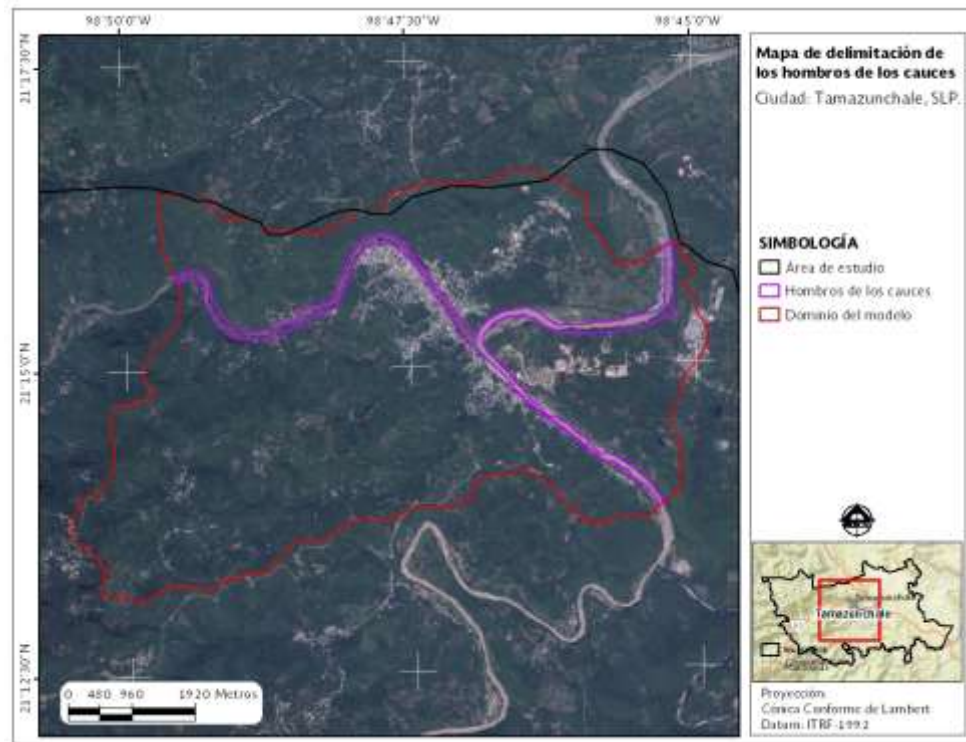 98°50'0"W
98°47'30"W
98°45'0"W
21°17'30"N
21°15'0"N
21°12'30"N
Mapa de delimitación de
los hombros de los cauces
Ciudad: Tamazunchale, SLP.
SIMBOLOGÍA
Área de estudio
Hombros de los cauces
Dominio del modelo
0 480 960 1920 Metros
Tamazunchale
Proyección:
Cónica Conforme de Lambert
Datum: ITRF-1992